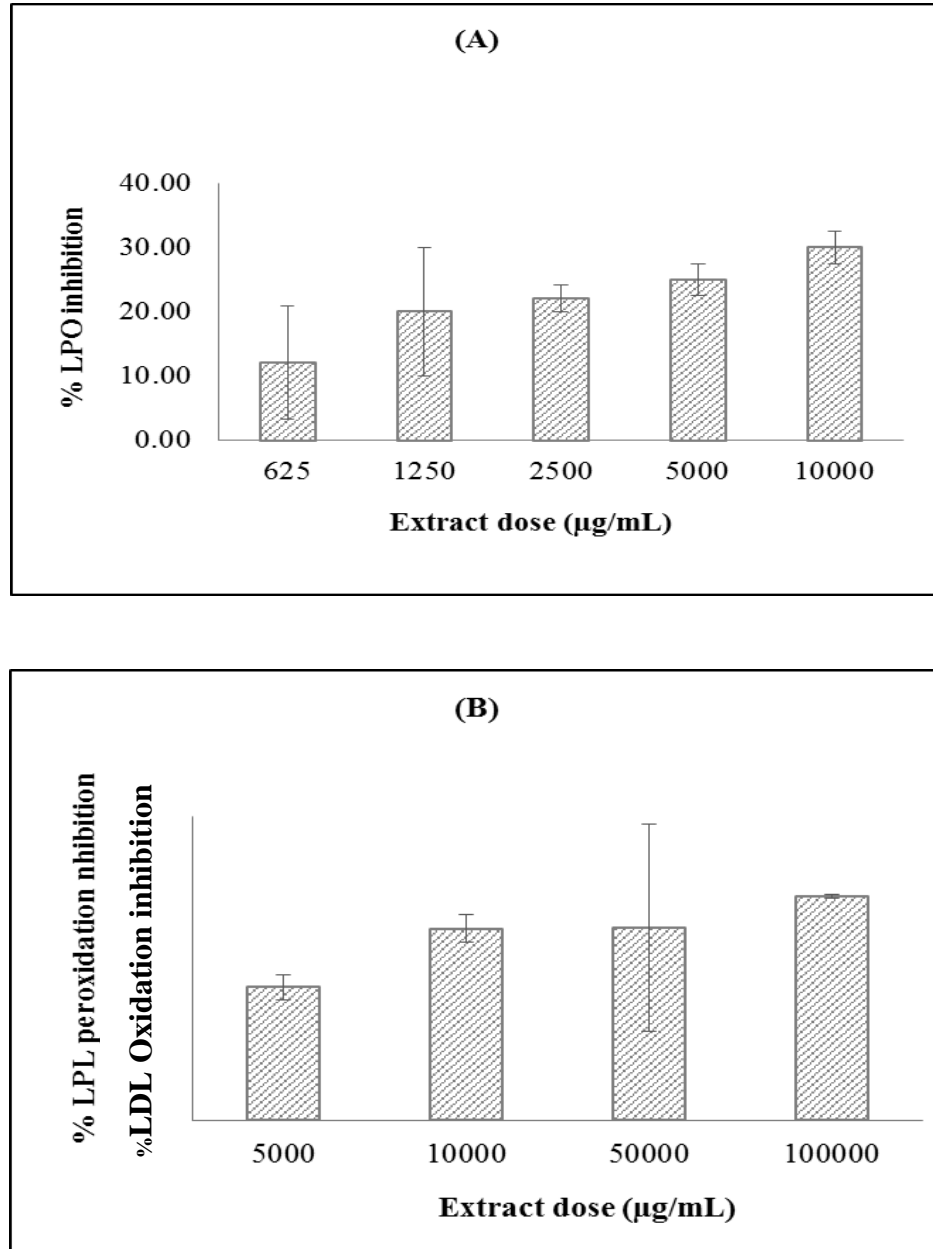 (A)
% LPO inhibition
40.00
30.00
20.00
10.00
0.00
625 1250 2500 5000 10000
Extract dose (µg/mL)
(B)
% LPL peroxidation nhibition
%LDL Oxidation inhibition
5000 10000 50000 100000
Extract dose (µg/mL)